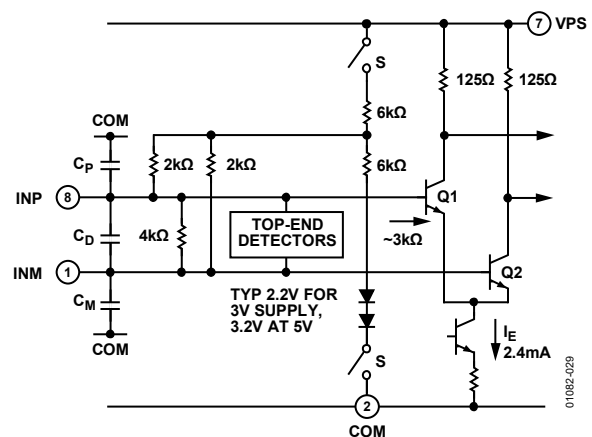 7 VPS
S
125Ω 125Ω
6kΩ
COM
CP
2kΩ 2kΩ
6kΩ
INP 8
Q1
CD
4kΩ
TOP-END
DETECTORS
~3kΩ
INM 1
Q2
CM
TYP 2.2V FOR
3V SUPPLY,
3.2V AT 5V
COM
IE
2.4mA
S
2
COM
01082-029